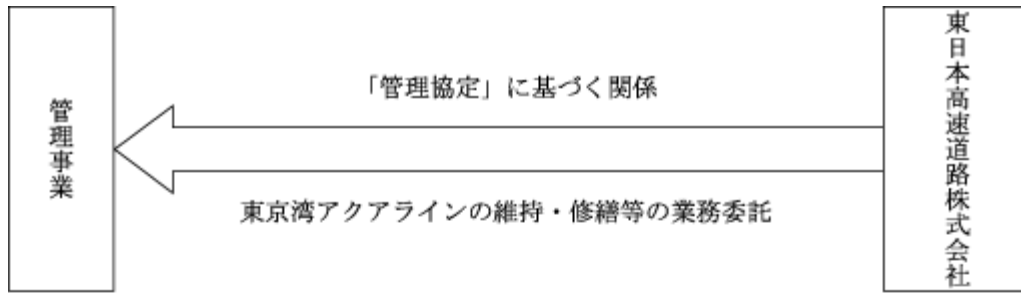 管理事業
「管理協定」に基づく関係
東京湾アクアラインの維持・修繕等の業務委託
東日本高速道路株式会社